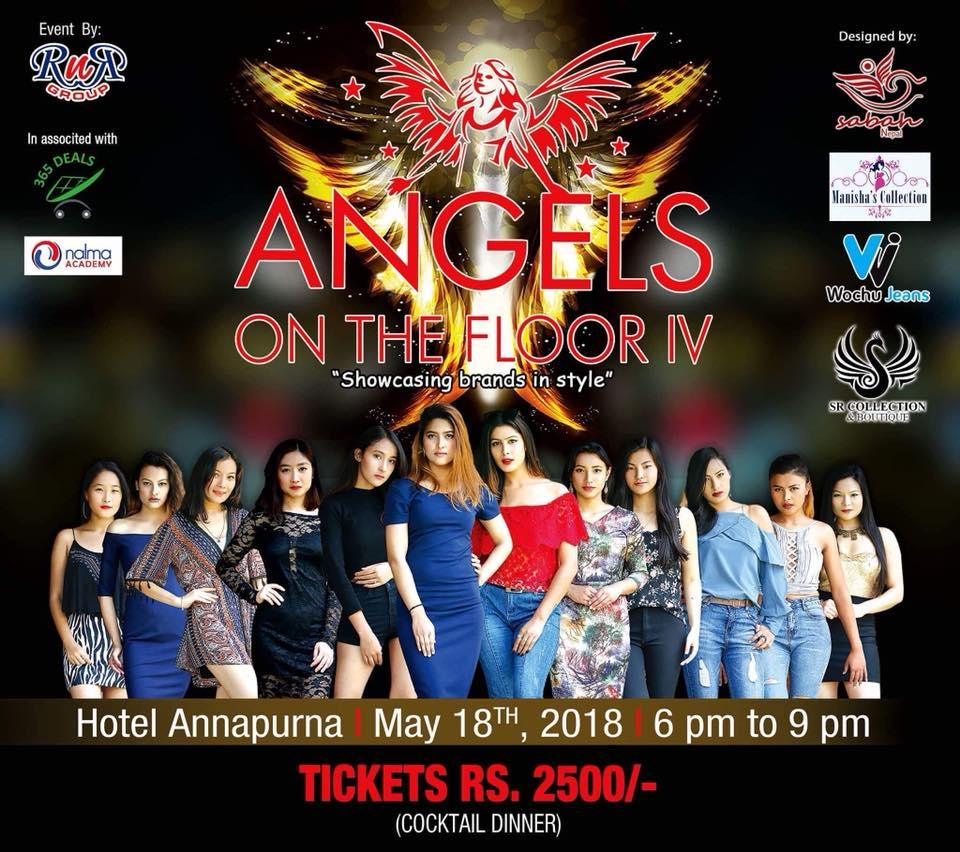 Event By:
RuR
GROUP
In associted with
365 DEALS
nalma
ACADEMY
Designed by:
sabah
Nepal
Manisha's Collection
Wochu Jeans
SR COLLECTION
& BOUTIQUE
ANGELS
ON THE FLOOR IV
"Showcasing brands in style"
Hotel Annapurna | May 18TH, 2018 | 6 pm to 9 pm
TICKETS RS. 2500/-
(COCKTAIL DINNER)